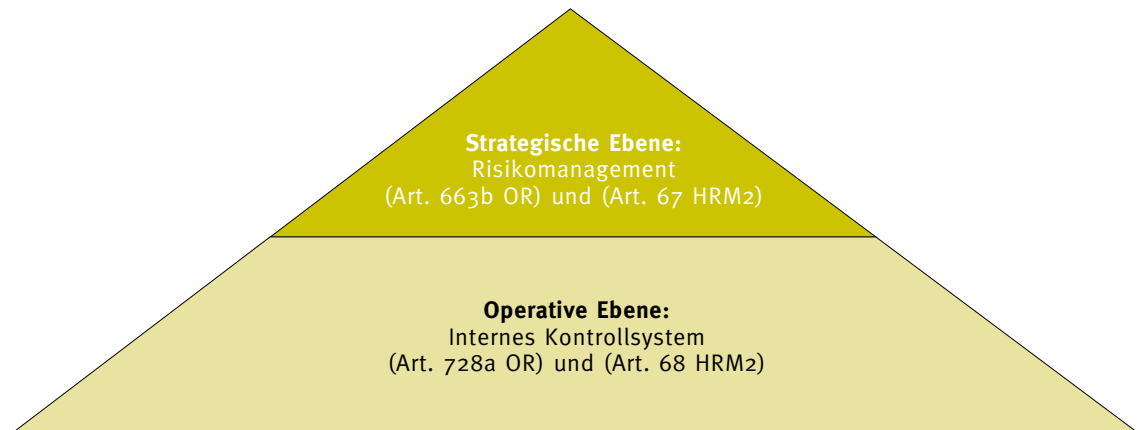 Strategische Ebene:
Risikomanagement
(Art. 663b OR) und (Art. 67 HRM2)
Operative Ebene:
Internes Kontrollsystem
(Art. 728a OR) und (Art. 68 HRM2)